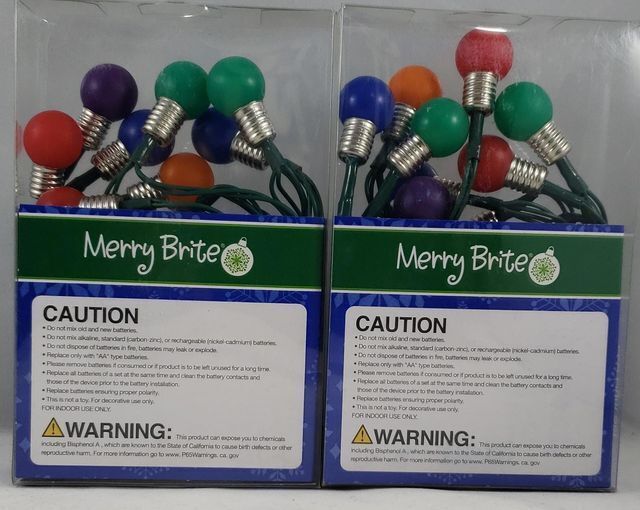 Merry Brite
CAUTION
• Do not mix old and new batteries.
• Do not mix alkaline, standard (carbon-zinc), or rechargeable (nickel-cadmium) batteries.
• Do not dispose of batteries in fire, batteries may leak or explode.
• Replace only with "AA" type batteries.
• Please remove batteries if consumed or if product is to be left unused for a long time.
• Replace all batteries of a set at the same time and clean the battery contacts and
those of the device prior to the battery installation.
• Replace batteries ensuring proper polarity.
• This is not a toy. For decorative use only.
FOR INDOOR USE ONLY.
WARNING: This product can expose you to chemicals
including Bisphenol A, which are known to the State of California to cause birth defects or other
reproductive harm. For more information go to www. P65Warnings. ca. gov
Merry Brite
CAUTION
• Do not mix old and new batteries.
• Do not mix alkaline, standard (carbon-zinc), or rechargeable (nickel-cadmium) batteries.
• Do not dispose of batteries in fire, batteries may leak or explode.
• Replace only with "AA" type batteries.
• Please remove batteries if consumed or if product is to be left unused for a long time.
• Replace all batteries of a set at the same time and clean the battery contacts and
those of the device prior to the battery installation.
• Replace batteries ensuring proper polarity.
• This is not a toy. For decorative use only.
FOR INDOOR USE ONLY.
WARNING: This product can expose you to chemicals
including Bisphenol A, which are known to the State of California to cause birth defects or other
reproductive harm. For more information go to www. P65Warnings. ca. gov